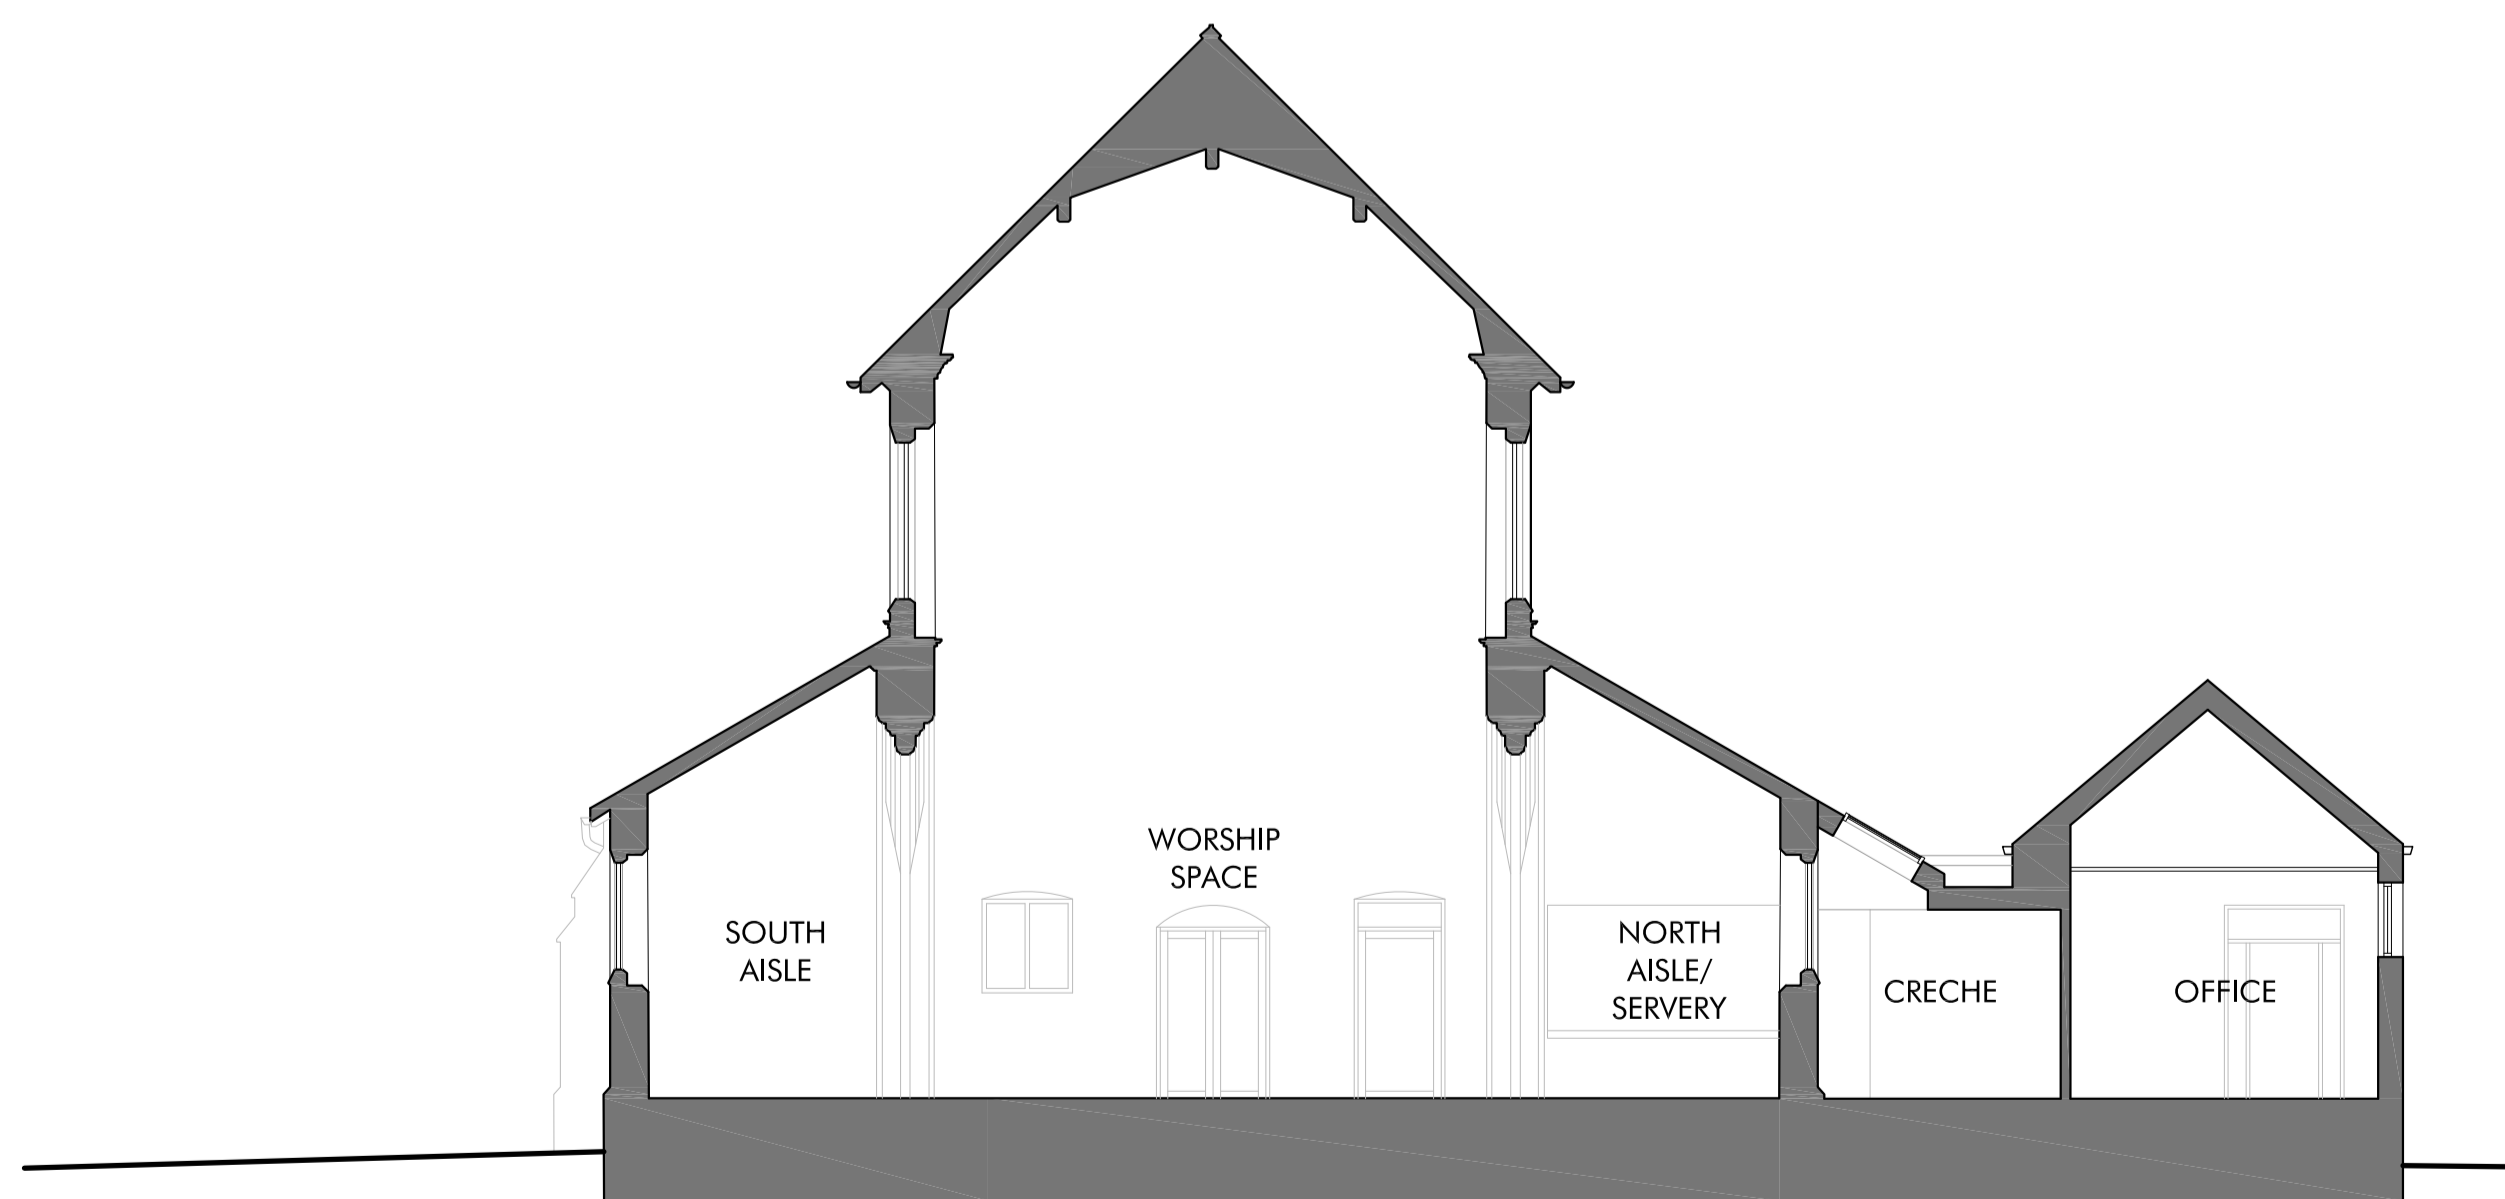 WORSHIP
SPACE
SOUTH
AISLE
NORTH
AISLE/
SERVERY
CRECHE
OFFICE